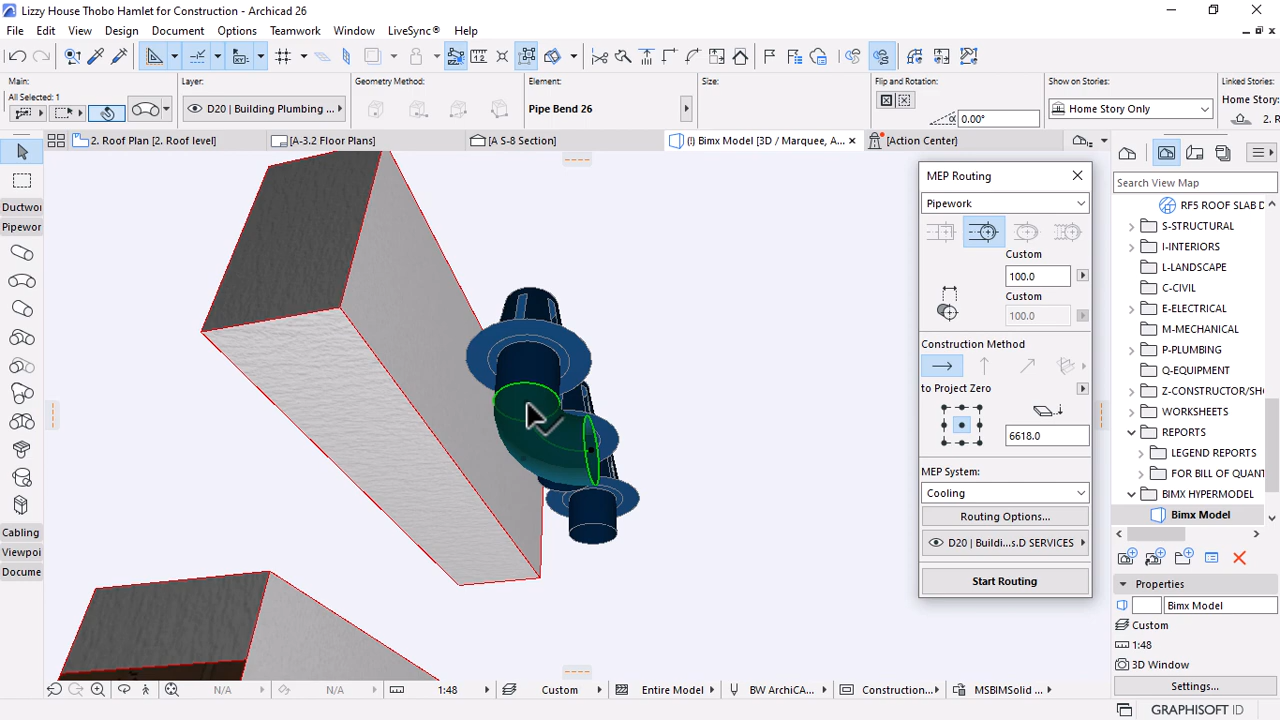 Lizzy House Thobo Hamlet for Construction - Archicad 26
File Edit View Design Document Options Teamwork Window LiveSync® Help
Main: Layer: Geometry Method: Element: Size: Flip and Rotation: Show on Stories: Linked Stories:
All Selected: 1 D20 | Building Plumbing ... Pipe Bend 26 0.00° Home Story Only Home Story:
2. R
2. Roof Plan [2. Roof level] [A-3.2 Floor Plans] [A S-8 Section] (!) Bimx Model [3D / Marquee, A... [Action Center]
Ductwo
Pipewor
Cabling
Viewpoi
Docume
MEP Routing
Pipework
Custom
100.0
Custom
100.0
Construction Method
to Project Zero
6618.0
MEP System:
Cooling
Routing Options...
D20 | Buildi...s.D SERVICES
Start Routing
Search View Map
RF5 ROOF SLAB D
S-STRUCTURAL
I-INTERIORS
L-LANDSCAPE
C-CIVIL
E-ELECTRICAL
M-MECHANICAL
P-PLUMBING
Q-EQUIPMENT
Z-CONSTRUCTOR/SH
WORKSHEETS
REPORTS
LEGEND REPORTS
FOR BILL OF QUANT
BIMX HYPERMODEL
Bimx Model
Properties
Bimx Model
Custom
1:48
3D Window
Settings...
N/A N/A 1:48 Custom Entire Model BW ArchiCA... Construction... MSBIMSolid ...
GRAPHISOFT ID